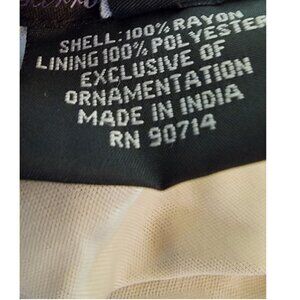 SHELL: 100% RAYON
LINING 100% POLYESTER
EXCLUSIVE OF
ORNAMENTATION
MADE IN INDIA
RN 90714